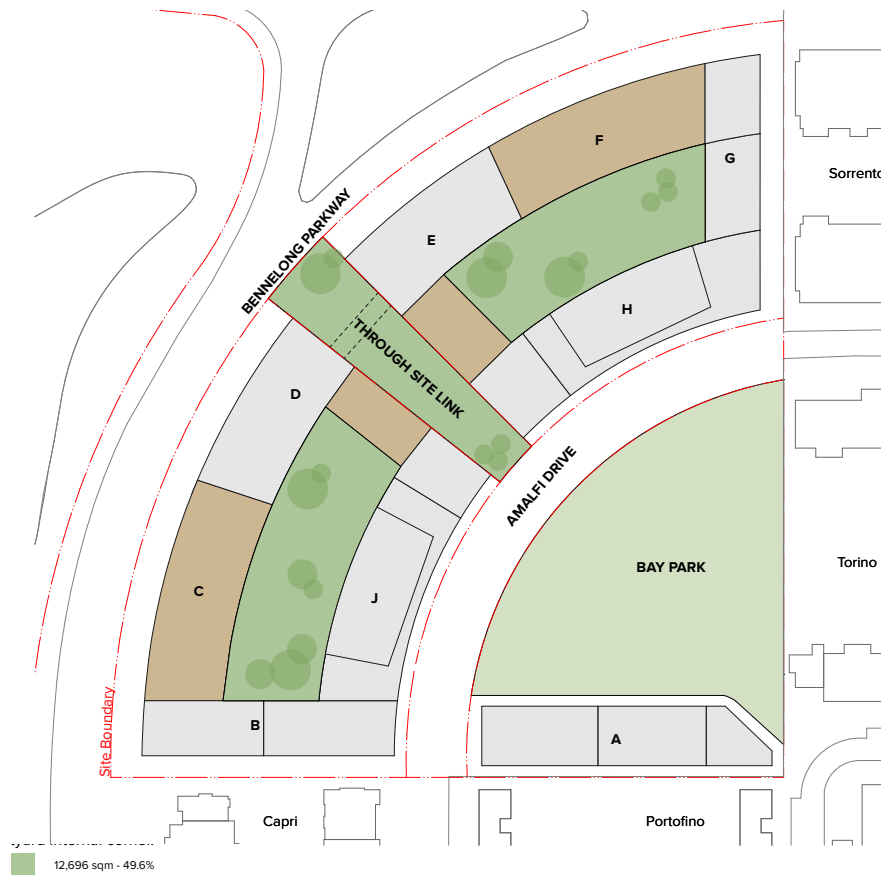 F
G
Sorrento
BENNELONG PARKWAY
E
H
THROUGH SITE LINK
D
AMALFI DRIVE
BAY PARK
Torino
C
J
Site Boundary
B
A
Capri
Portofino
12,696 sqm - 49.6%